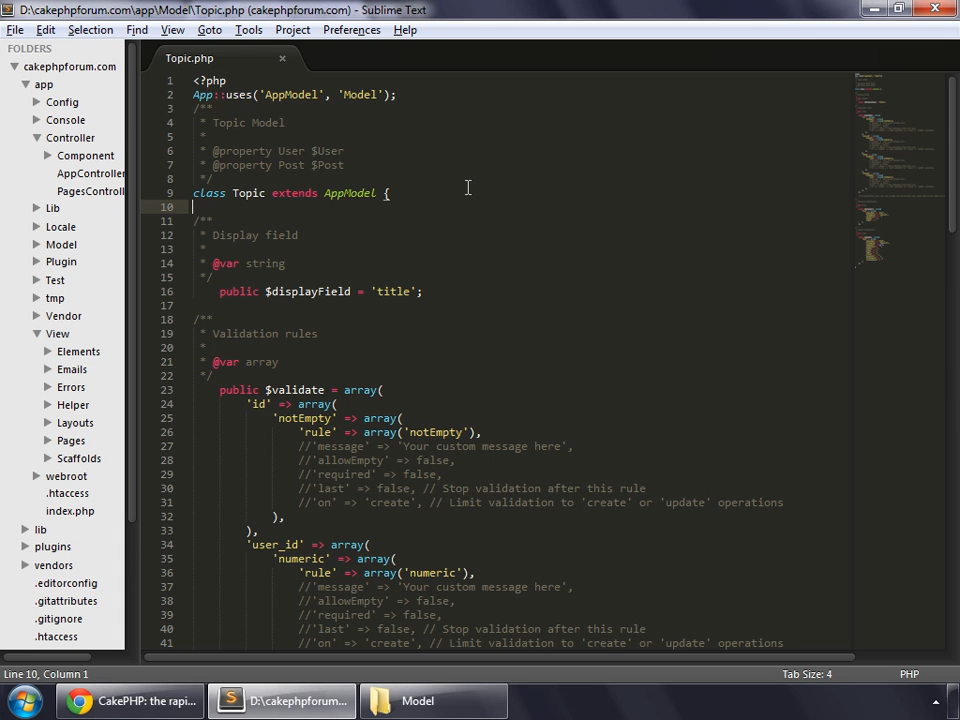 D:\cakephpforum.com\app\Model\Topic.php (cakephpforum.com) - Sublime Text
File Edit Selection Find View Goto Tools Project Preferences Help
FOLDERS
cakephpforum.com
app
Config
Console
Controller
Component
AppController
PagesControll
Lib
Locale
Model
Plugin
Test
tmp
Vendor
View
Elements
Emails
Errors
Helper
Layouts
Pages
Scaffolds
webroot
.htaccess
index.php
lib
plugins
vendors
.editorconfig
.gitattributes
.gitignore
.htaccess
Topic.php
1 <?php
2 App::uses('AppModel', 'Model');
3 /**
4 * Topic Model
5 *
6 * @property User $User
7 * @property Post $Post
8 */
9 class Topic extends AppModel {
10
11 /**
12 * Display field
13 *
14 * @var string
15 */
16 public $displayField = 'title';
17
18 /**
19 * Validation rules
20 *
21 * @var array
22 */
23 public $validate = array(
24 'id' => array(
25 'notEmpty' => array(
26 'rule' => array('notEmpty'),
27 //'message' => 'Your custom message here',
28 //'allowEmpty' => false,
29 //'required' => false,
30 //'last' => false, // Stop validation after this rule
31 //'on' => 'create', // Limit validation to 'create' or 'update' operations
32 ),
33 ),
34 'user_id' => array(
35 'numeric' => array(
36 'rule' => array('numeric'),
37 //'message' => 'Your custom message here',
38 //'allowEmpty' => false,
39 //'required' => false,
40 //'last' => false, // Stop validation after this rule
41 //'on' => 'create', // Limit validation to 'create' or 'update' operations
Line 10, Column 1 Tab Size: 4 PHP
CakePHP: the rapi... D:\cakephpforum... Model